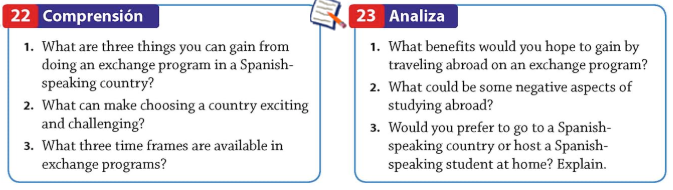 22 Comprensión
1. What are three things you can gain from
doing an exchange program in a Spanish-
speaking country?
2. What can make choosing a country exciting
and challenging?
3. What three time frames are available in
exchange programs?
23 Analiza
1. What benefits would you hope to gain by
traveling abroad on an exchange program?
2. What could be some negative aspects of
studying abroad?
3. Would you prefer to go to a Spanish-
speaking country or host a Spanish-
speaking student at home? Explain.